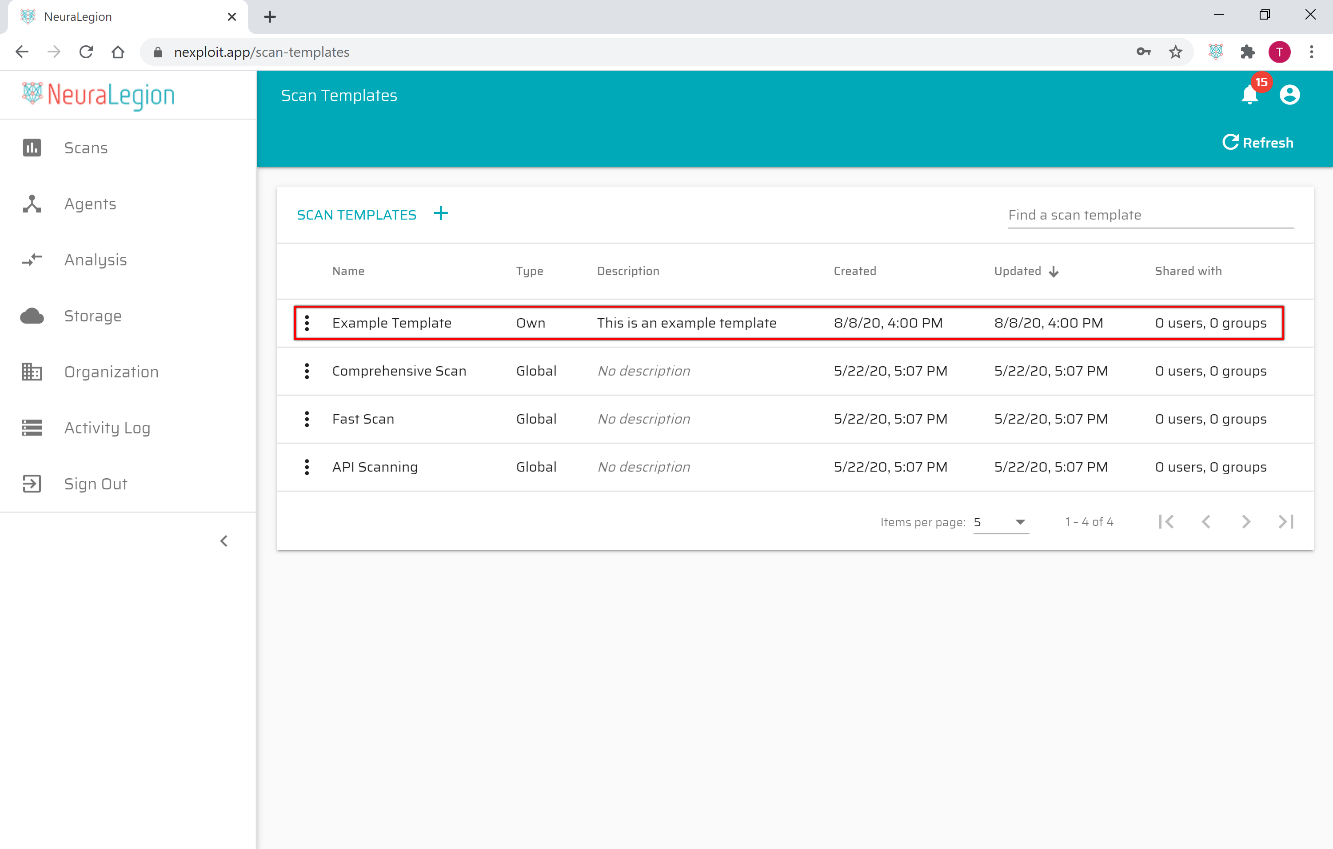 NeuraLegion
nexploit.app/scan-templates
T
NeuraLegion
Scan Templates
15
Refresh
Scans
Agents
Analysis
Storage
Organization
Activity Log
Sign Out
SCAN TEMPLATES + Find a scan template
Name Type Description Created Updated Shared with
Example Template Own This is an example template 8/8/20, 4:00 PM 8/8/20, 4:00 PM 0 users, 0 groups
Comprehensive Scan Global No description 5/22/20, 5:07 PM 5/22/20, 5:07 PM 0 users, 0 groups
Fast Scan Global No description 5/22/20, 5:07 PM 5/22/20, 5:07 PM 0 users, 0 groups
API Scanning Global No description 5/22/20, 5:07 PM 5/22/20, 5:07 PM 0 users, 0 groups
Items per page: 5 1 - 4 of 4